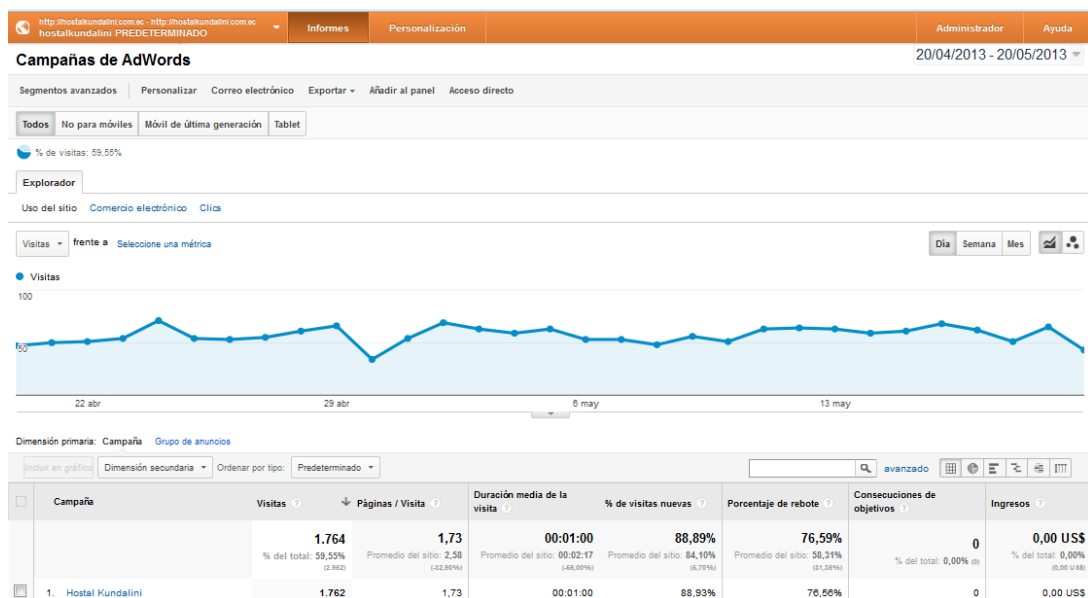 http://hostalkundalini.com.ec - http://hostalkundalini.com.ec
hostalkundalini PREDETERMINADO
Informes
Personalización
Administrador
Ayuda
Campañas de AdWords
20/04/2013 - 20/05/2013
Segmentos avanzados Personalizar Correo electrónico Exportar Añadir al panel Acceso directo
Todos No para móviles Móvil de última generación Tablet
% de visitas: 59,55%
Explorador
Uso del sitio Comercio electrónico Clics
Visitas frente a Seleccione una métrica
Día Semana Mes
Visitas
100
50
22 abr 29 abr 6 may 13 may
Dimensión primaria: Campaña Grupo de anuncios
Incluir en gráfico Dimensión secundaria Ordenar por tipo: Predeterminado
avanzado
Campaña
Visitas ?
Páginas / Visita ?
Duración media de la
visita ?
% de visitas nuevas ?
Porcentaje de rebote ?
Consecuciones de
objetivos ?
Ingresos ?
1.764
% del total: 59,55%
(2.962)
1,73
Promedio del sitio: 2,58
(-32,90%)
00:01:00
Promedio del sitio: 00:02:17
88,89%
Promedio del sitio: 84,10%
(5,70%)
76,59%
Promedio del sitio: 58,31%
(31,35%)
0
% del total: 0,00% (0)
0,00 US$
% del total: 0,00%
(0,00 US$)
1. Hostal Kundalini 1.762 1,73 00:01:00 88,93% 76,56% 0 0,00 US$